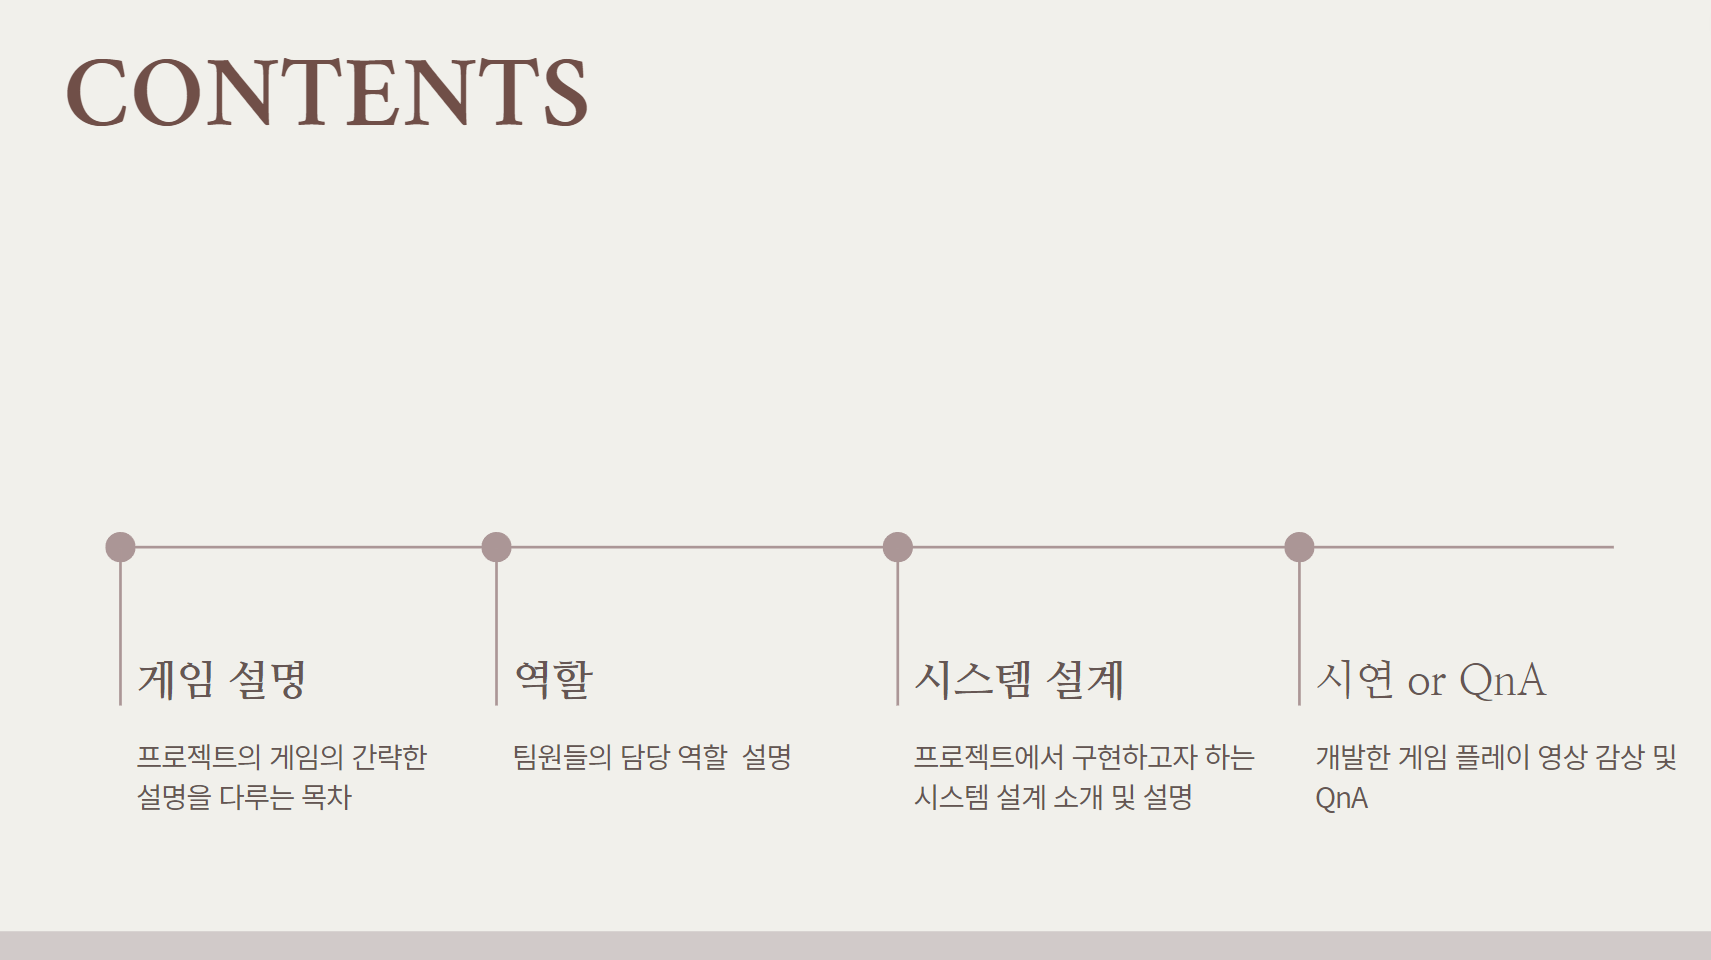 CONTENTS
게임 설명
프로젝트의 게임의 간략한
설명을 다루는 목차
역할
팀원들의 담당 역할  설명
시스템 설계
프로젝트에서 구현하고자 하는
시스템 설계 소개 및 설명
시연 or QnA
개발한 게임 플레이 영상 감상 및
QnA